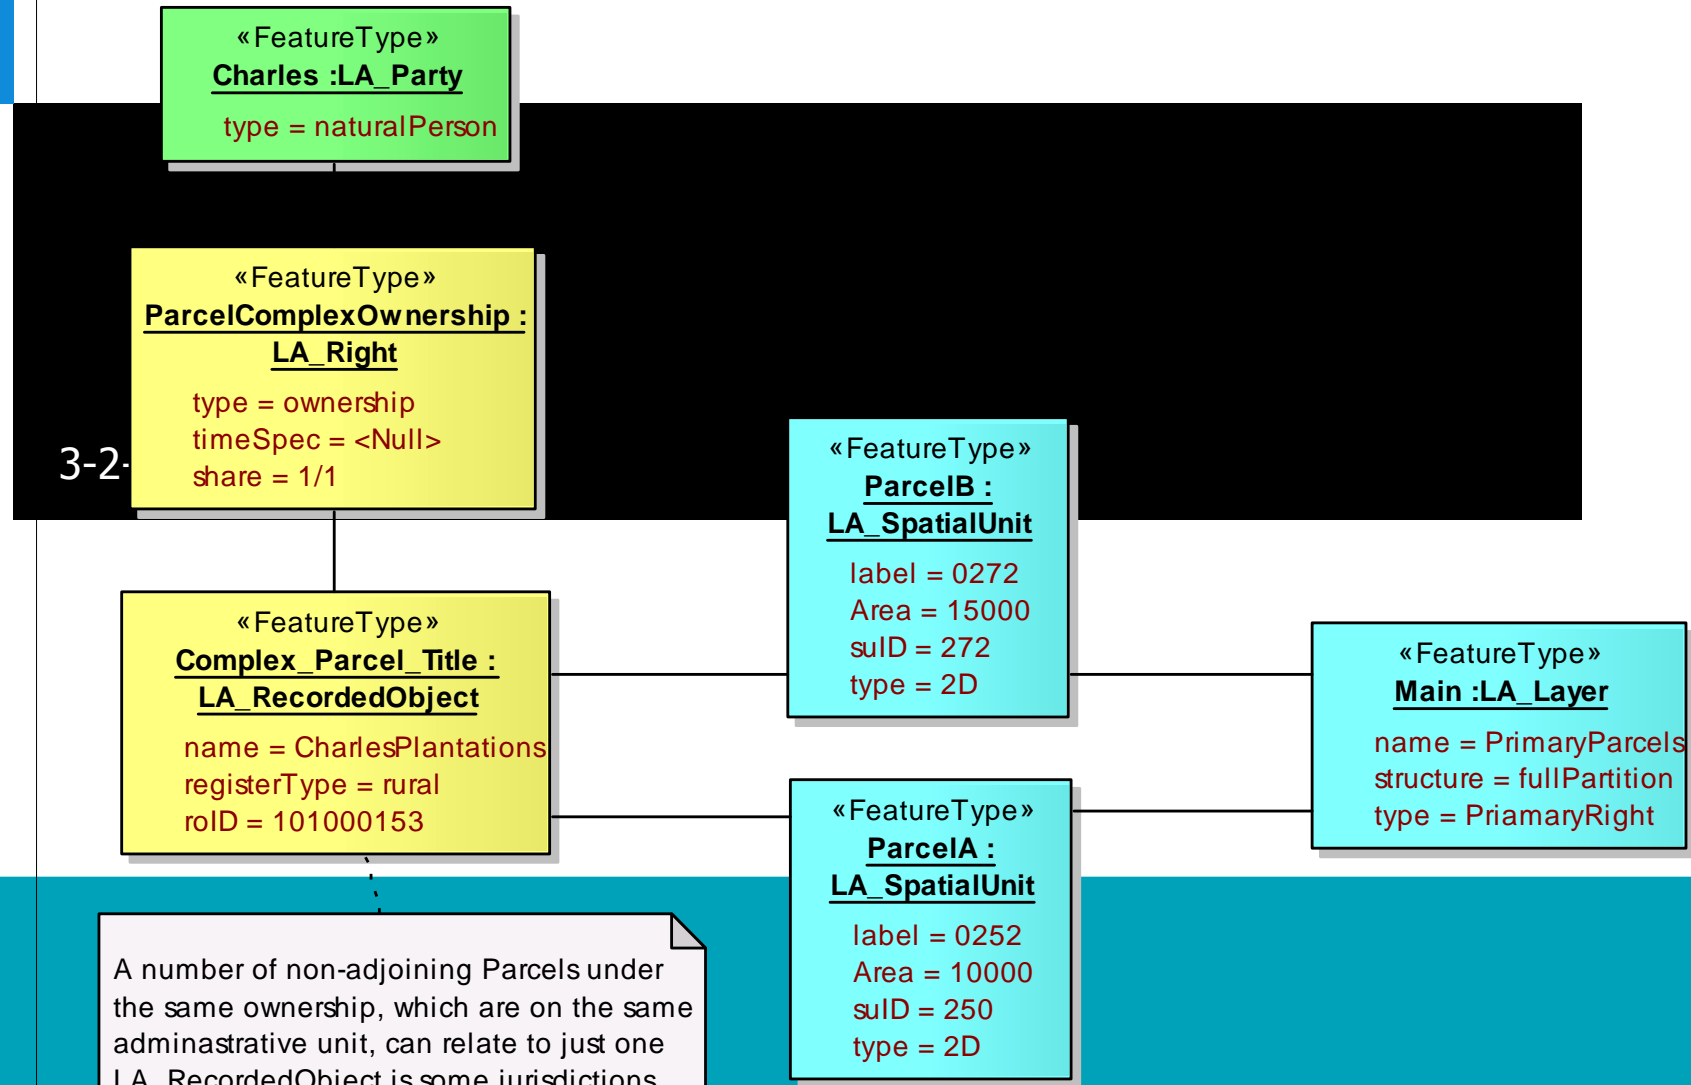 «FeatureType»
Charles :LA_Party
type = naturalPerson
«FeatureType»
ParcelComplexOwnership :
LA_Right
type = ownership
timeSpec = <Null>
share = 1/1
3-2-
«FeatureType»
Complex_Parcel_Title :
LA_RecordedObject
name = CharlesPlantations
registerType = rural
roID = 101000153
«FeatureType»
ParcelB :
LA_SpatialUnit
label = 0272
Area = 15000
suID = 272
type = 2D
«FeatureType»
Main :LA_Layer
name = PrimaryParcels
structure = fullPartition
type = PriamaryRight
«FeatureType»
ParcelA :
LA_SpatialUnit
label = 0252
Area = 10000
suID = 250
type = 2D
A number of non-adjoining Parcels under
the same ownership, which are on the same
adminastrative unit, can relate to just one
LA_RecordedObject is some jurisdictions